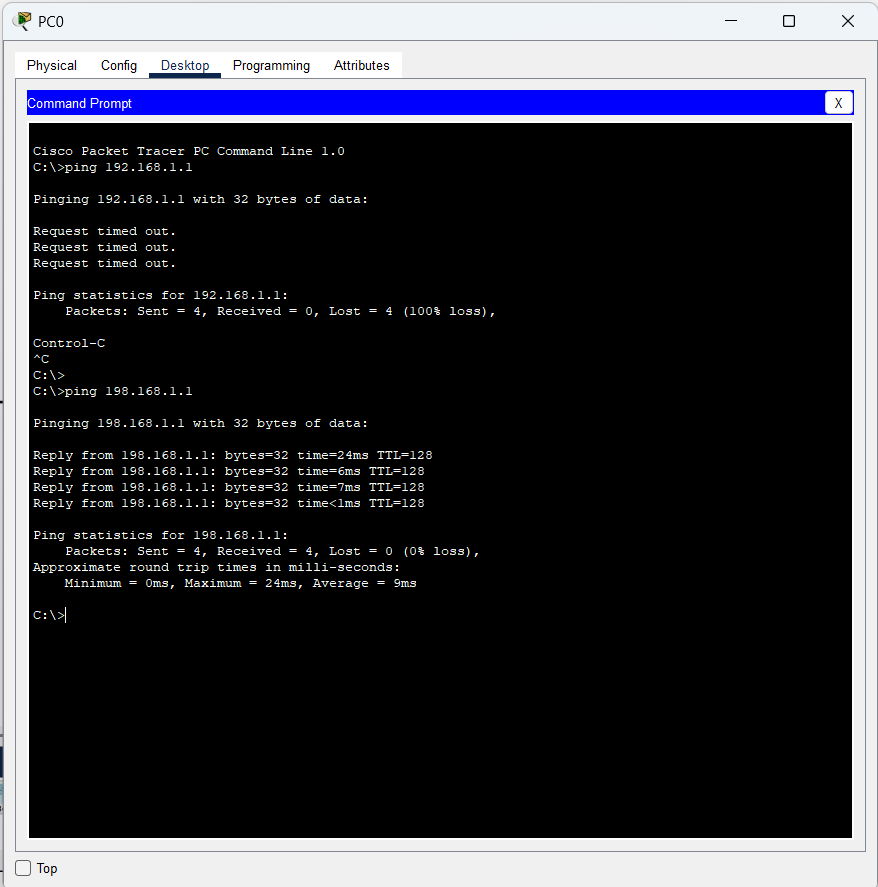 PC0
Physical Config Desktop Programming Attributes
Command Prompt X
Cisco Packet Tracer PC Command Line 1.0
C:\>ping 192.168.1.1
Pinging 192.168.1.1 with 32 bytes of data:
Request timed out.
Request timed out.
Request timed out.
Ping statistics for 192.168.1.1:
Packets: Sent = 4, Received = 0, Lost = 4 (100% loss),
Control-C
^C
C:\>
C:\>ping 198.168.1.1
Pinging 198.168.1.1 with 32 bytes of data:
Reply from 198.168.1.1: bytes=32 time=24ms TTL=128
Reply from 198.168.1.1: bytes=32 time=6ms TTL=128
Reply from 198.168.1.1: bytes=32 time=7ms TTL=128
Reply from 198.168.1.1: bytes=32 time<1ms TTL=128
Ping statistics for 198.168.1.1:
Packets: Sent = 4, Received = 4, Lost = 0 (0% loss),
Approximate round trip times in milli-seconds:
Minimum = 0ms, Maximum = 24ms, Average = 9ms
C:\>
Top